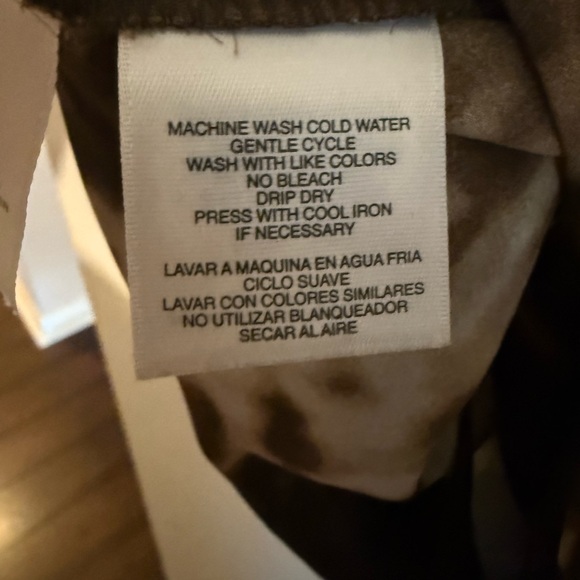 MACHINE WASH COLD WATER
GENTLE CYCLE
WASH WITH LIKE COLORS
NO BLEACH
DRIP DRY
PRESS WITH COOL IRON
IF NECESSARY
LAVAR A MAQUINA EN AGUA FRIA
CICLO SUAVE
LAVAR CON COLORES SIMILARES
NO UTILIZAR BLANQUEADOR
SECAR AL AIRE